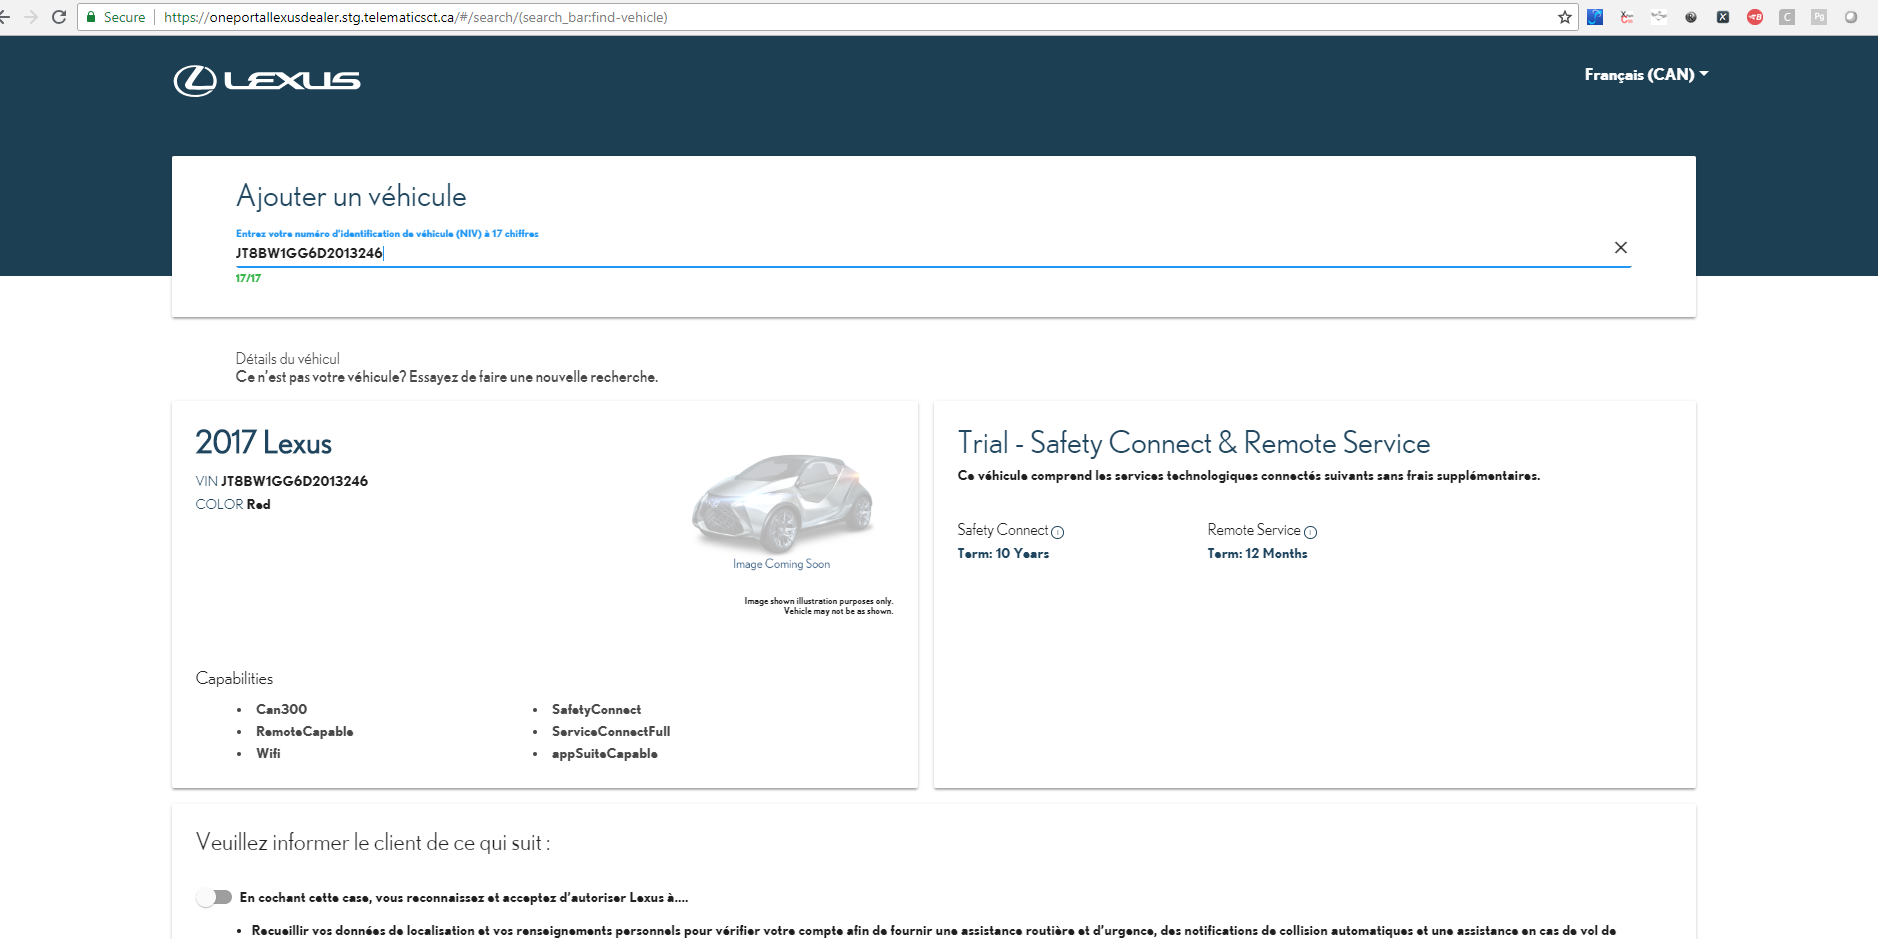 Secure | https://oneportallexusdealer.stg.telematicsct.ca/#/search/(search_bar:find-vehicle)
LEXUS
Français (CAN)
Ajouter un véhicule
Entrez votre numéro d'identification de véhicule (NIV) à 17 chiffres
JT8BW1GG6D2013246
17/17
Détails du véhicul
Ce n'est pas votre véhicule? Essayez de faire une nouvelle recherche.
2017 Lexus
VIN JT8BW1GG6D2013246
COLOR Red
Image Coming Soon
Image shown illustration purposes only.
Vehicle may not be as shown.
Capabilities
• Can300
• RemoteCapable
• Wifi
• SafetyConnect
• ServiceConnectFull
• appSuiteCapable
Trial - Safety Connect & Remote Service
Ce véhicule comprend les services technologiques connectés suivants sans frais supplémentaires.
Safety Connect
Term: 10 Years
Remote Service
Term: 12 Months
Veuillez informer le client de ce qui suit :
En cochant cette case, vous reconnaissez et acceptez d'autoriser Lexus à....
• Recueillir vos données de localisation et vos renseignements personnels pour vérifier votre compte afin de fournir une assistance routière et d'urgence, des notifications de collision automatiques et une assistance en cas de vol de